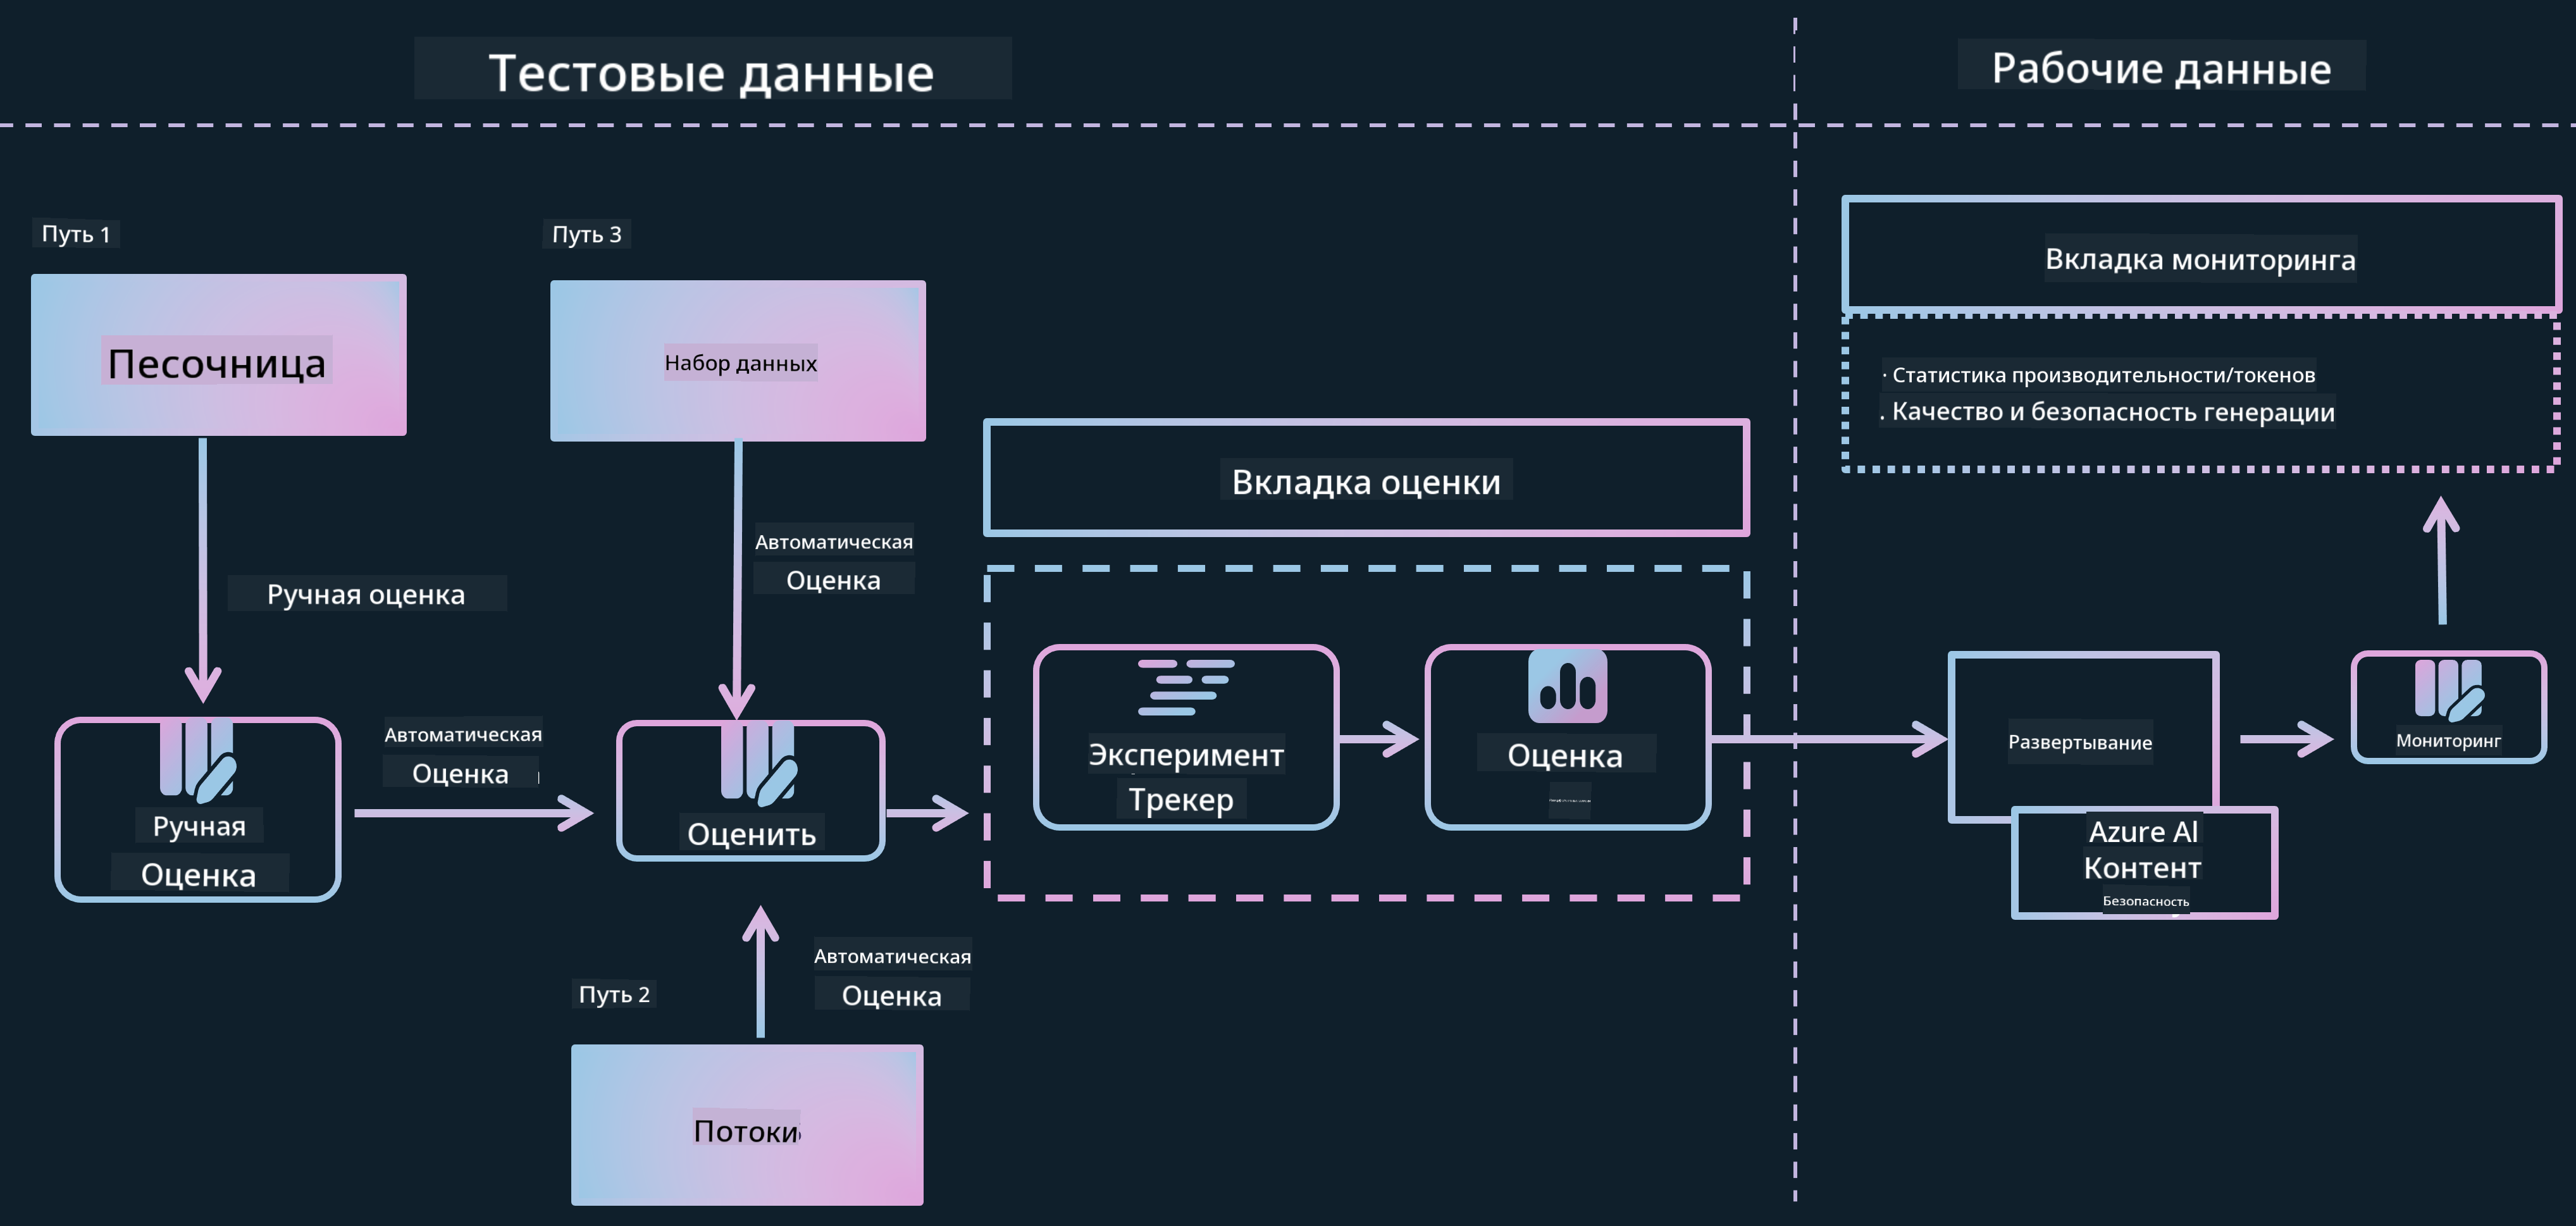 Тестовые данные
Рабочие данные
Путь 1
Песочница
Ручная оценка
Ручная
Оценка
Автоматическая
Оценка
Путь 3
Набор данных
Автоматическая
Оценка
Оценить
Путь 2
Автоматическая
Оценка
Потоки
Вкладка оценки
Эксперимент
Трекер
Оценка
Вкладка мониторинга
· Статистика производительности/токенов
. Качество и безопасность генерации
Развертывание
Azure AI
Контент
Безопасность
Мониторинг